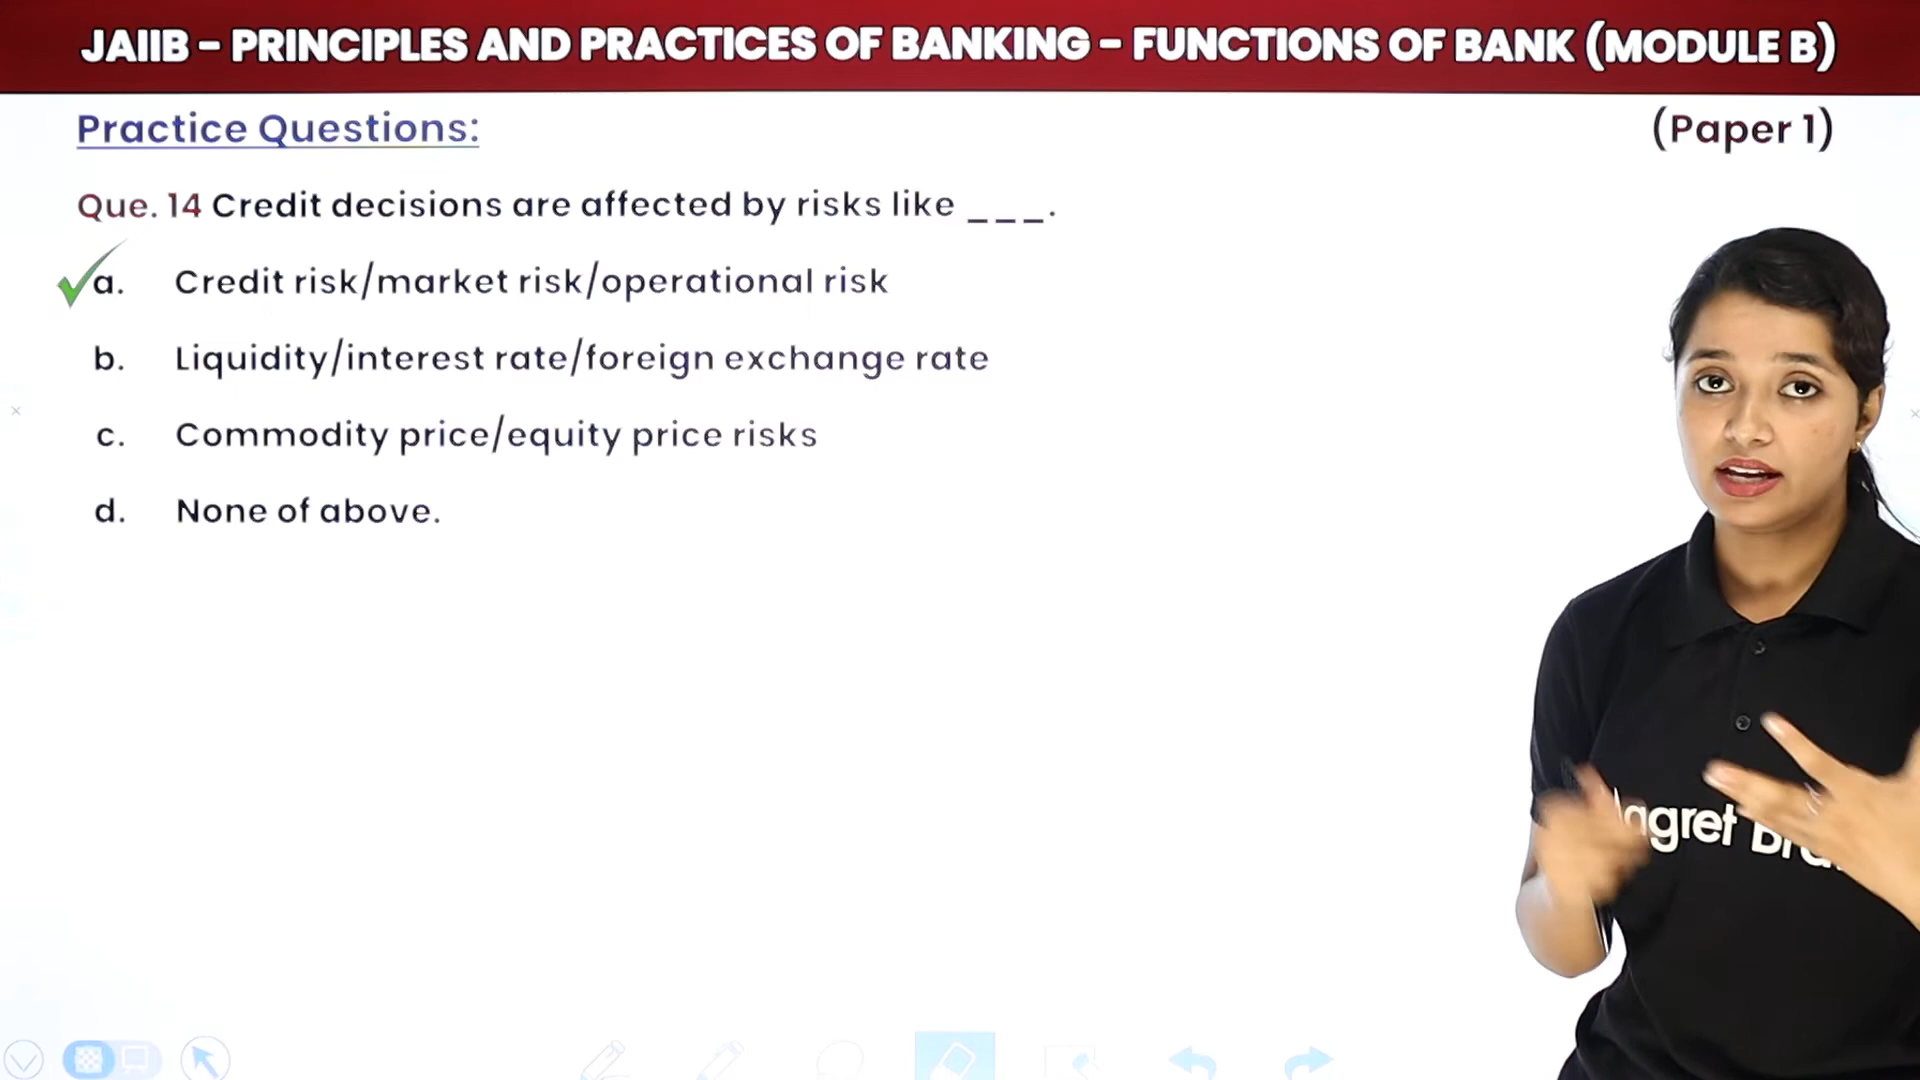 JAIIB – PRINCIPLES AND PRACTICES OF BANKING – FUNCTIONS OF BANK (MODULE B)
Practice Questions:
(Paper 1)
Que. 14 Credit decisions are affected by risks like _ _ _.
a. Credit risk/market risk/operational risk
b. Liquidity/interest rate/foreign exchange rate
c. Commodity price/equity price risks
d. None of above.